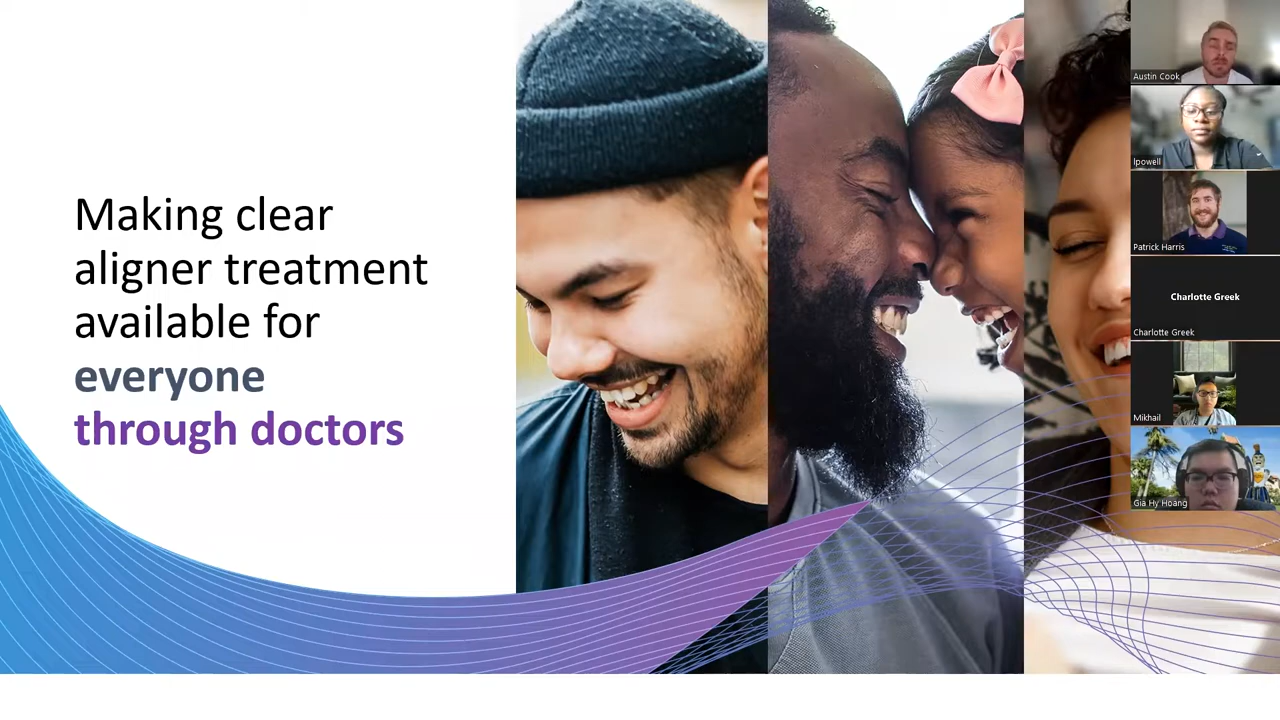 Making clear
aligner treatment
available for
everyone
through doctors
Austin Cook
lpowell
Patrick Harris
Charlotte Greek
Charlotte Greek
Mikhail
Gia Hy Hoang